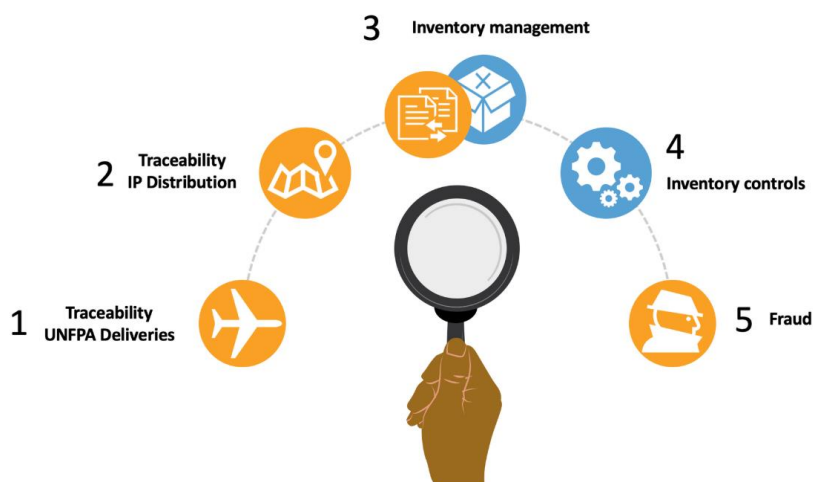 1
Traceability
UNFPA Deliveries
2
Traceability
IP Distribution
3
Inventory management
4
Inventory controls
5
Fraud